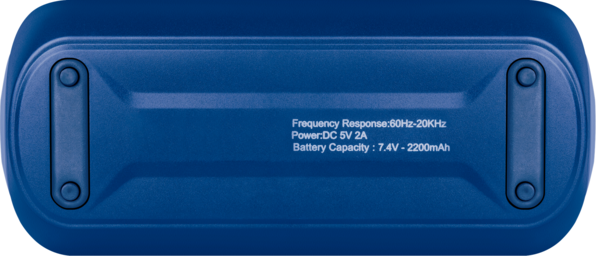 Frequency Response:60Hz-20KHz
Power:DC 5V 2A
Battery Capacity : 7.4V - 2200mAh